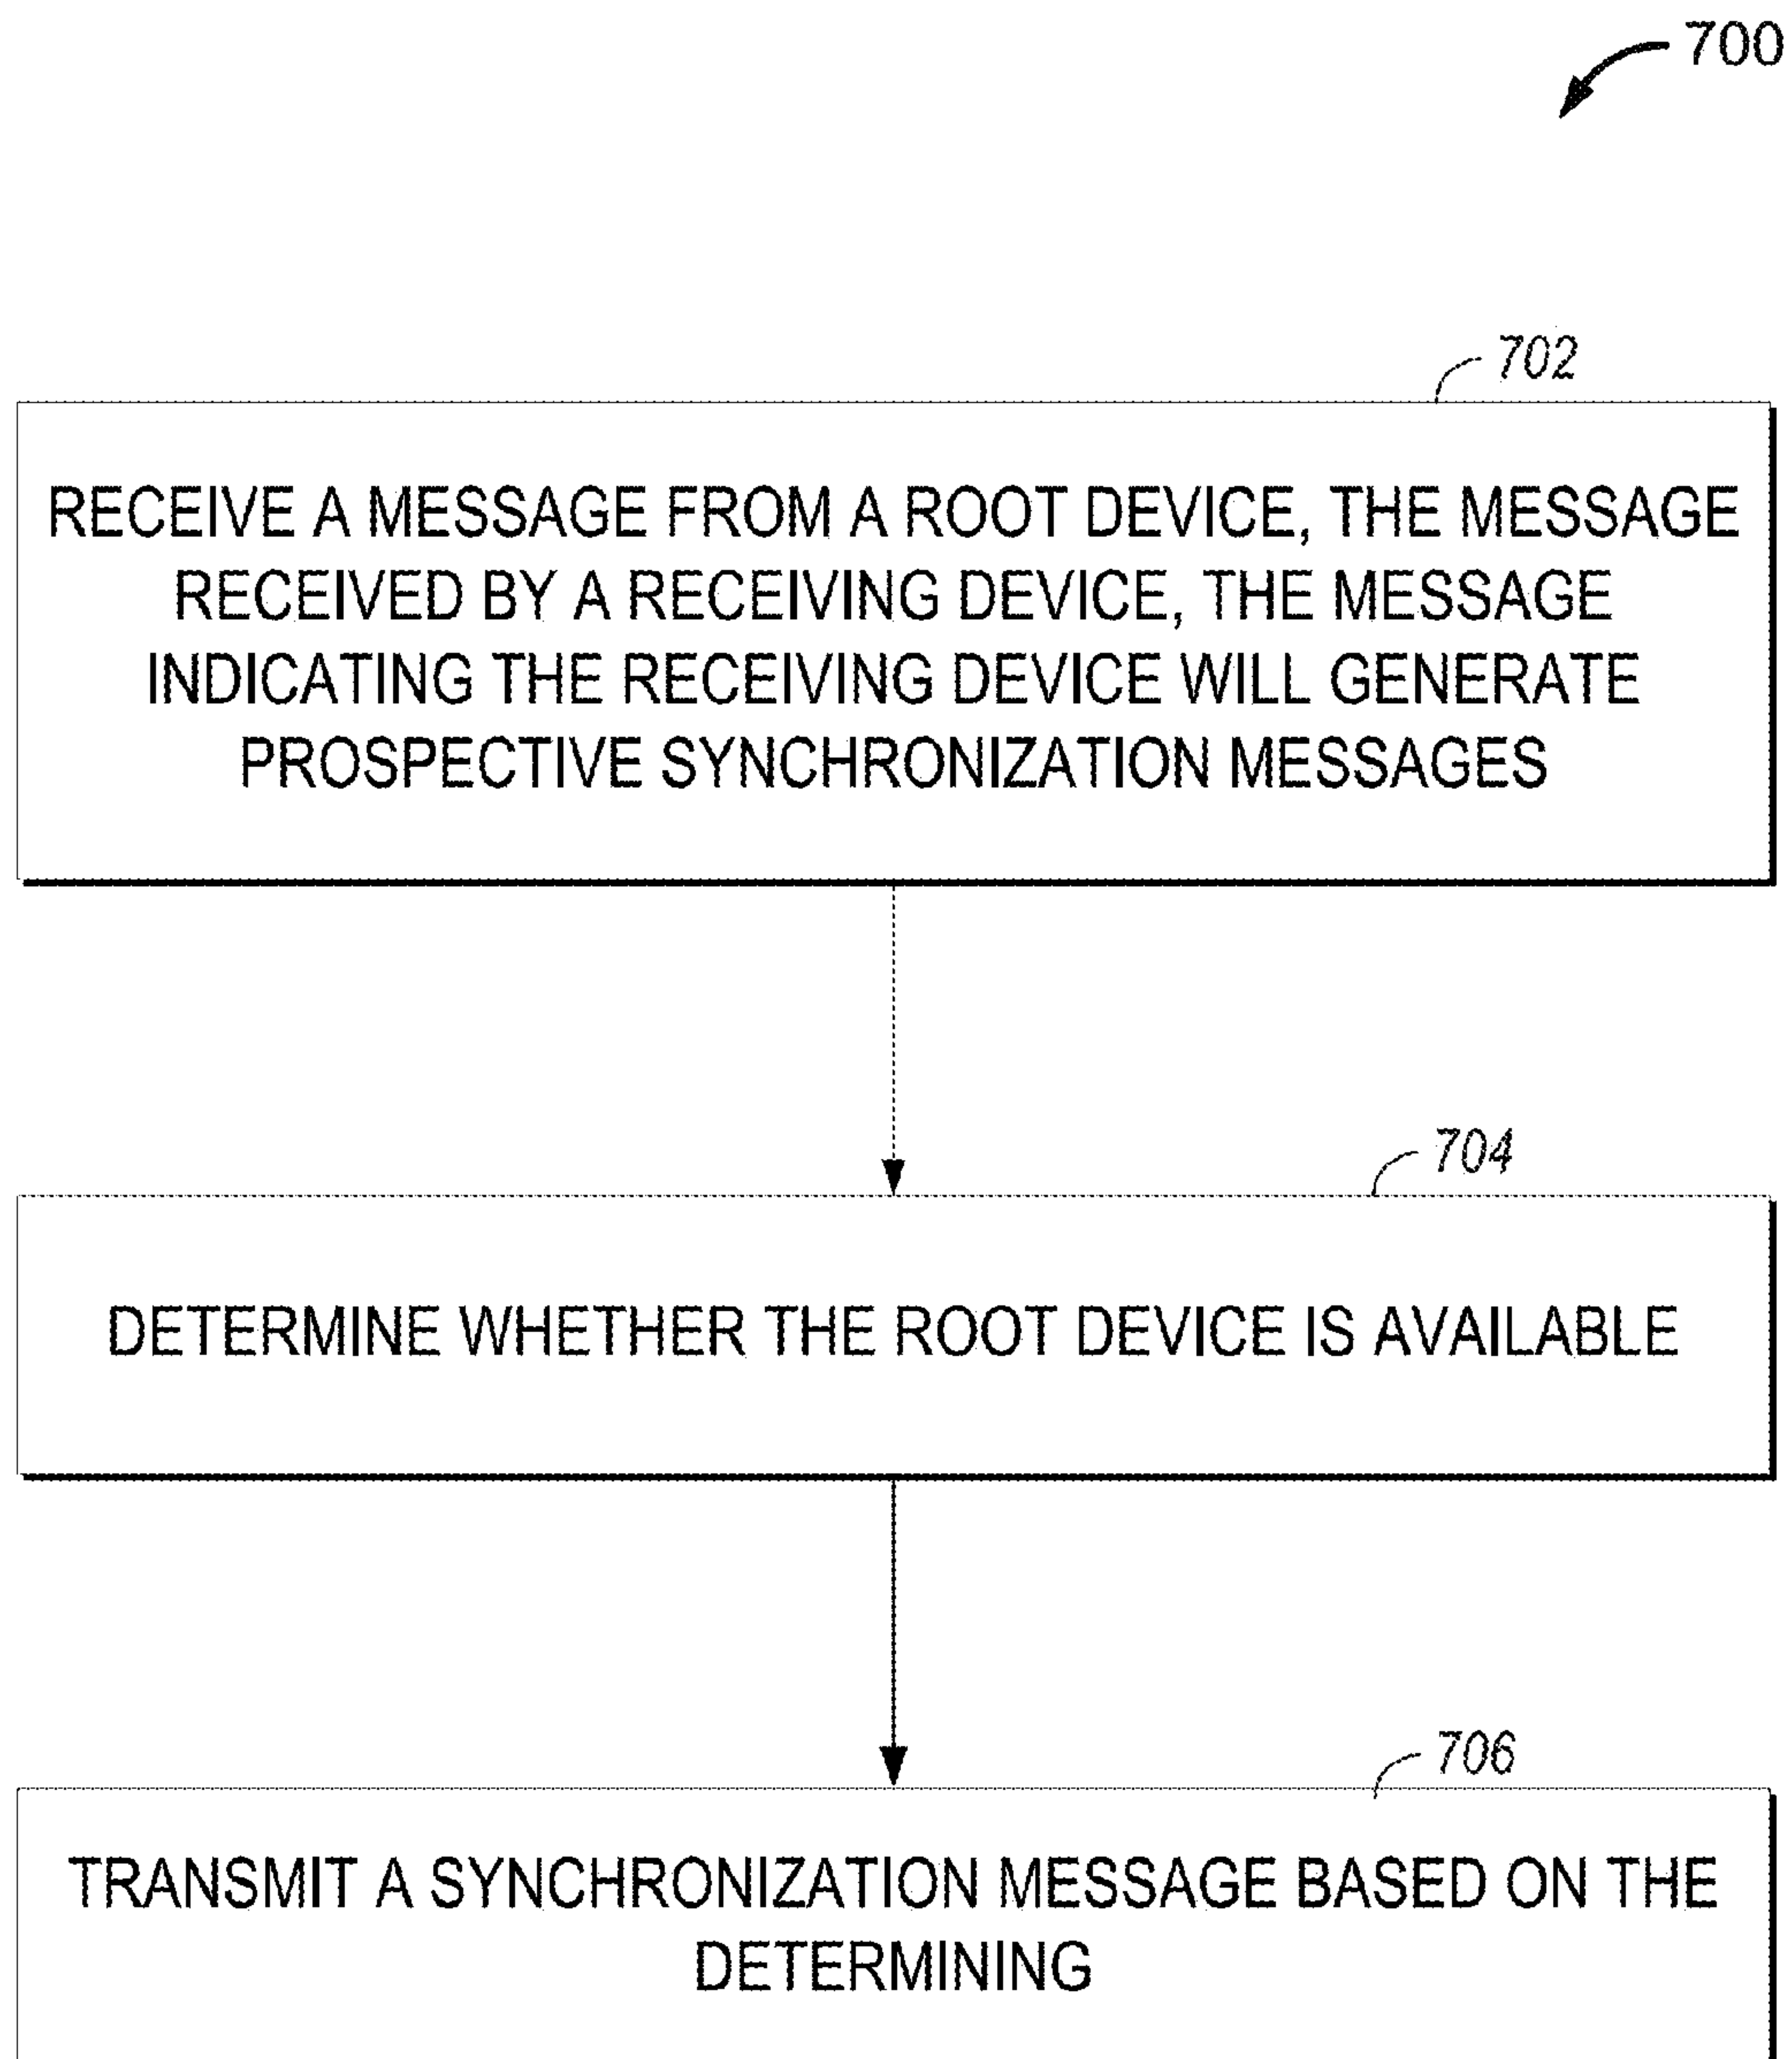 700
702
RECEIVE A MESSAGE FROM A ROOT DEVICE, THE MESSAGE
RECEIVED BY A RECEIVING DEVICE, THE MESSAGE
INDICATING THE RECEIVING DEVICE WILL GENERATE
PROSPECTIVE SYNCHRONIZATION MESSAGES
704
DETERMINE WHETHER THE ROOT DEVICE IS AVAILABLE
706
TRANSMIT A SYNCHRONIZATION MESSAGE BASED ON THE
DETERMINING